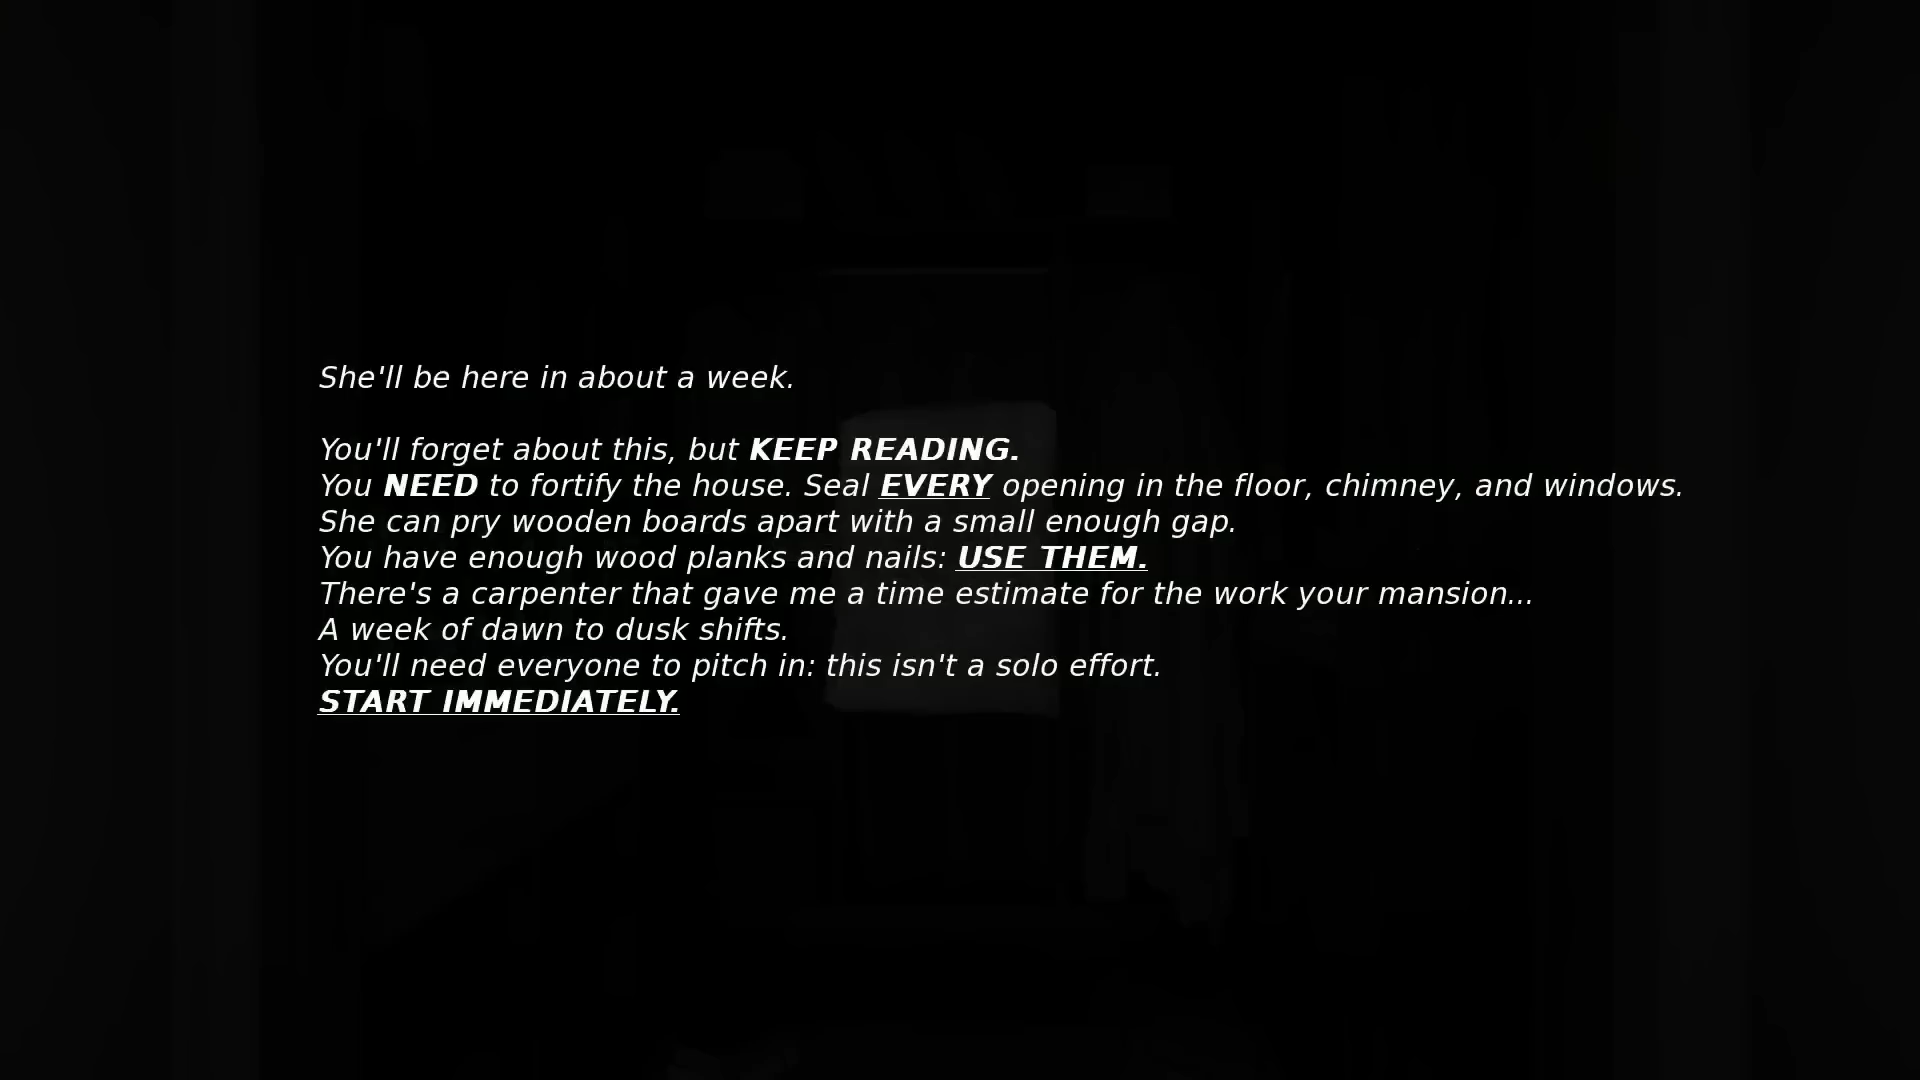 She'll be here in about a week.
You'll forget about this, but KEEP READING.
You NEED to fortify the house. Seal EVERY opening in the floor, chimney, and windows.
She can pry wooden boards apart with a small enough gap.
You have enough wood planks and nails: USE THEM.
There's a carpenter that gave me a time estimate for the work your mansion...
A week of dawn to dusk shifts.
You'll need everyone to pitch in: this isn't a solo effort.
START IMMEDIATELY.